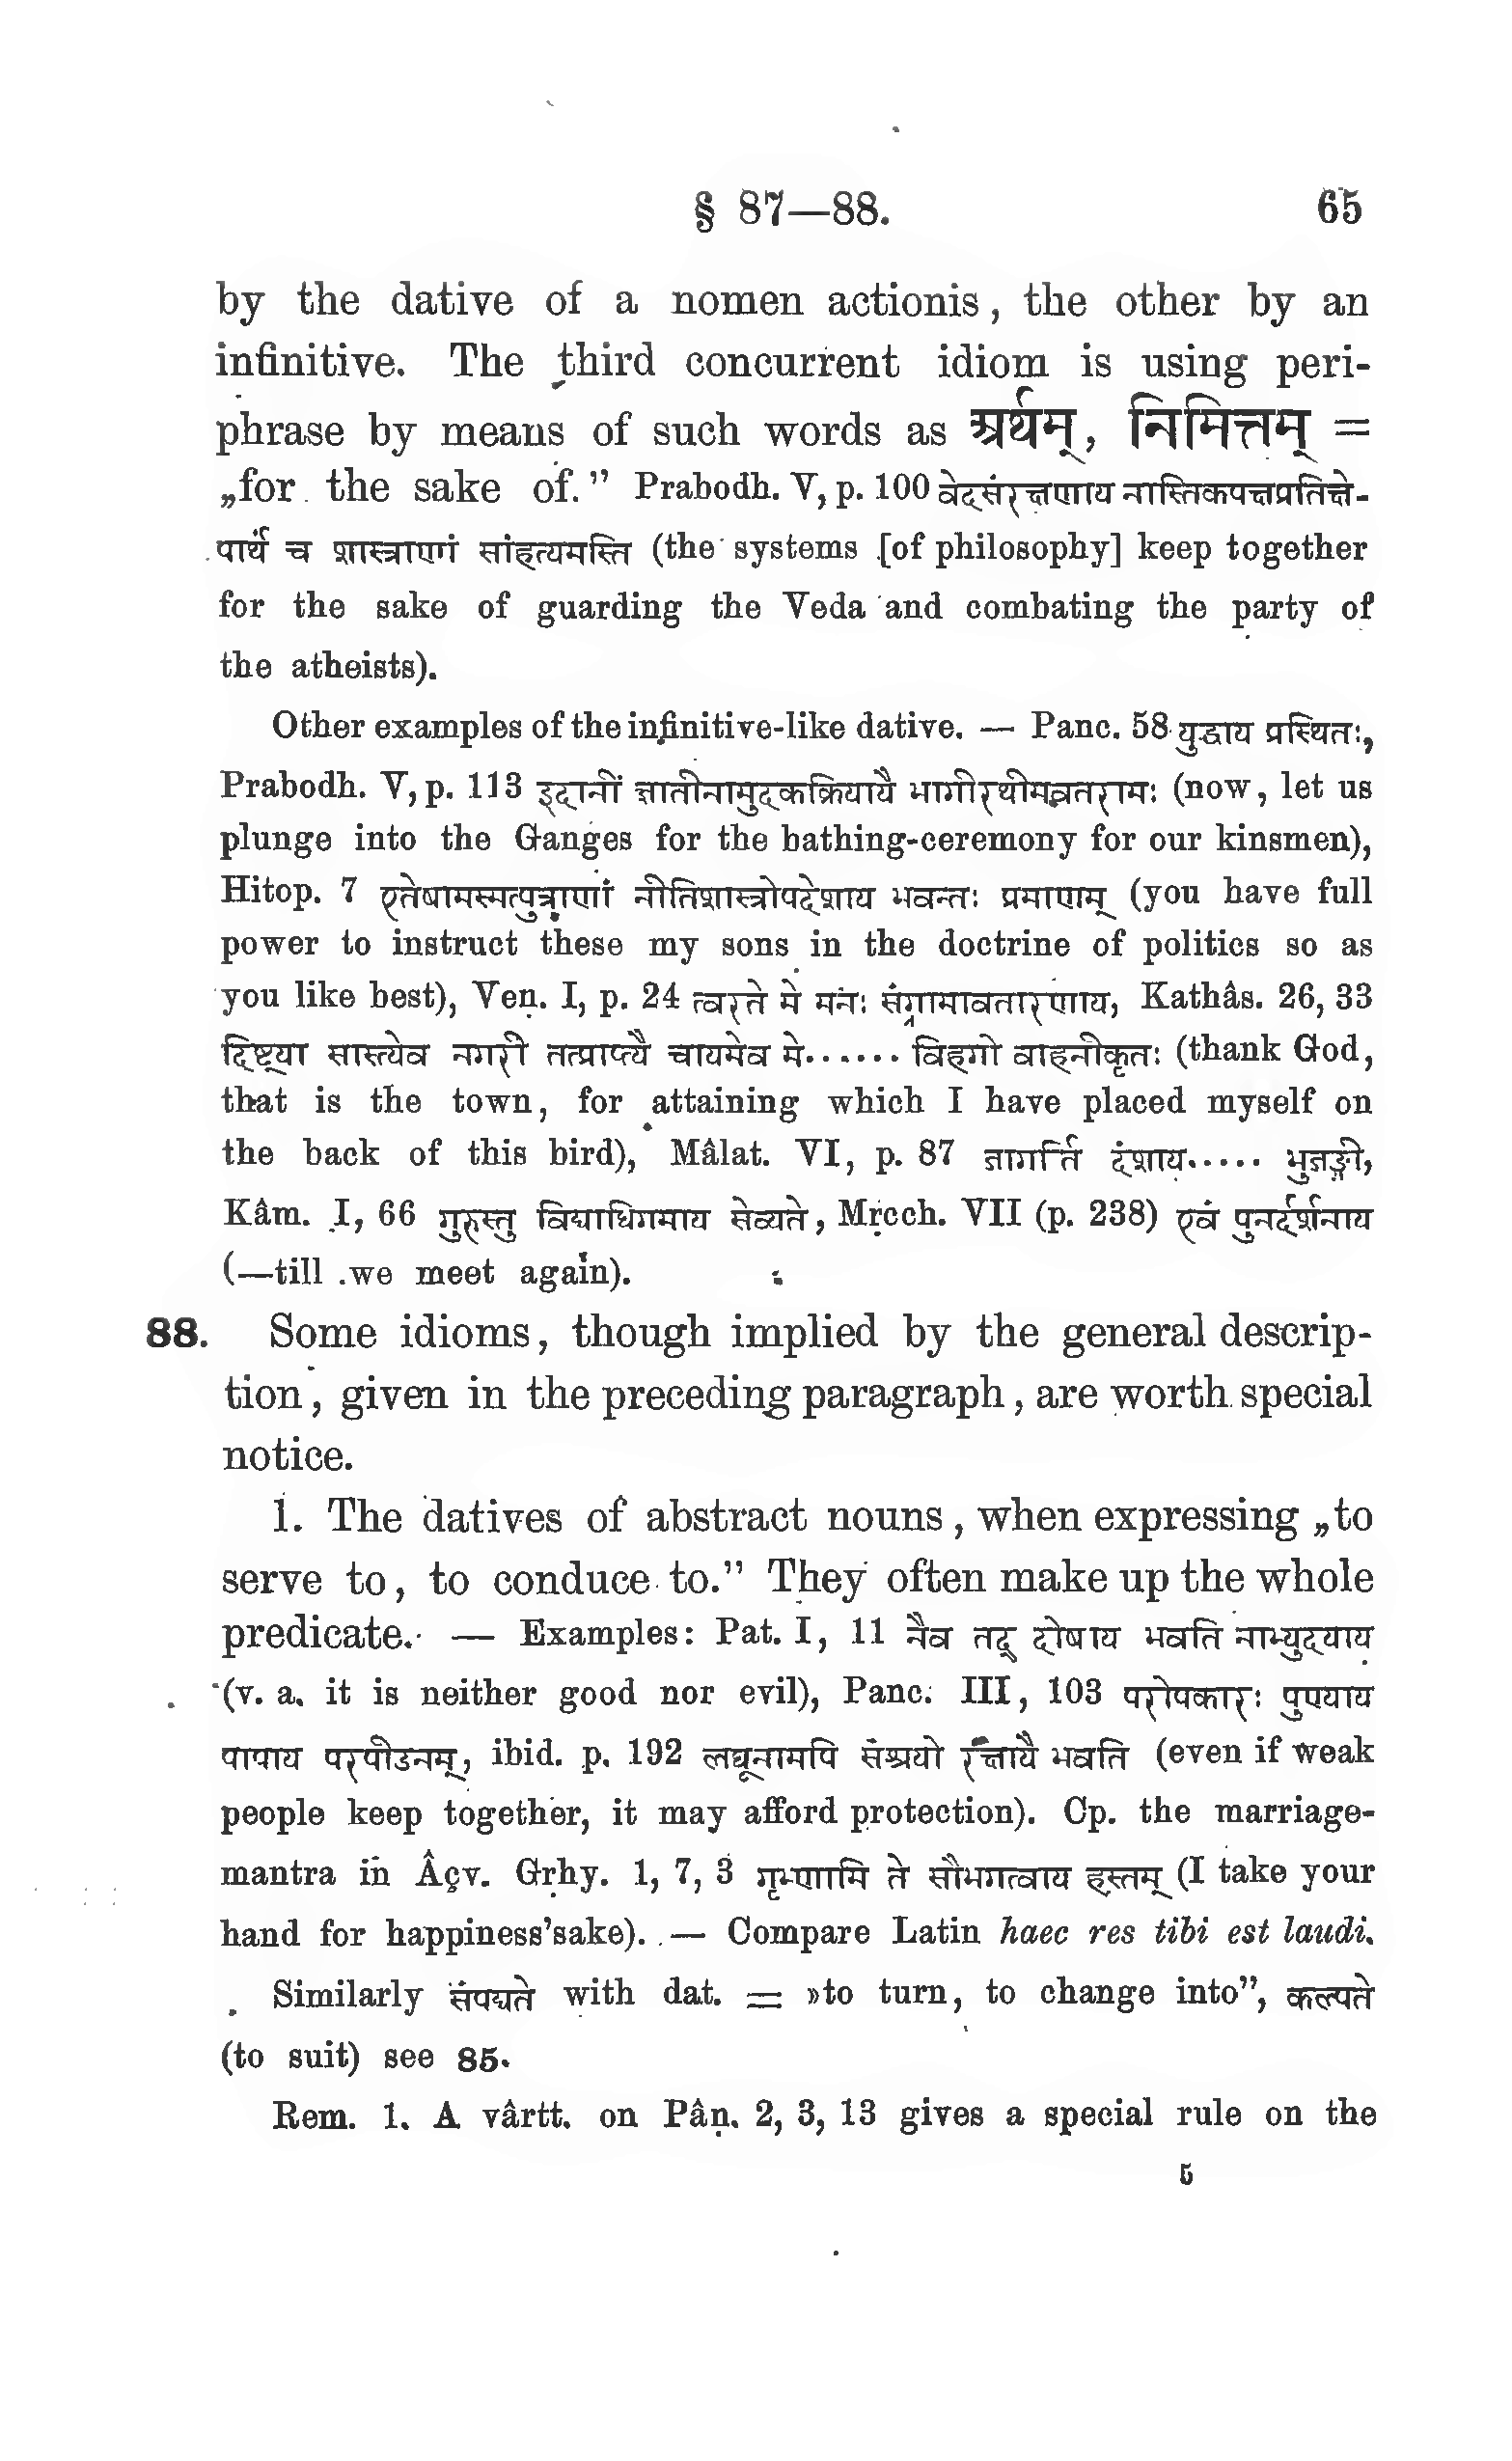 § 87—88. 65
by the dative of a nomen actionis, the other by an
infinitive. The third concurrent idiom is using peri-
phrase by means of such words as अर्थम्, निमित्तम् =
„for the sake of.” Prabodh. V, p. 100 वेदसंरक्षणाय नास्तिकपक्षप्रतिक्षे-
पार्थं च शास्त्राणां सांहत्यमस्ति (the systems [of philosophy] keep together
for the sake of guarding the Veda and combating the party of
the atheists).
Other examples of the infinitive-like dative. — Panc. 58 युद्धाय प्रस्थितः,
Prabodh. V, p. 113 इदानीं ज्ञातीनामुदकक्रियायै भागीरथीमवतरामः (now, let us
plunge into the Ganges for the bathing-ceremony for our kinsmen),
Hitop. 7 एतेषामस्मत्पुत्राणां नीतिशास्त्रोपदेशाय भवन्तः प्रमाणम् (you have full
power to instruct these my sons in the doctrine of politics so as
you like best), Veṇ. I, p. 24 त्वरते मे मनः संग्रामावतारणाय, Kathâs. 26, 33
दिष्ट्या सास्त्येव नगरी तत्प्राप्त्यै चायमेव मे...... विहगो वाहनीकृतः (thank God,
that is the town, for attaining which I have placed myself on
the back of this bird), Mâlat. VI, p. 87 जागर्ति दंशाय..... भुजङ्गी,
Kâm. I, 66 गुरुस्तु विद्याधिगमाय सेव्यते, Mṛcch. VII (p. 238) एवं पुनर्दर्शनाय
(—till we meet again).
88. Some idioms, though implied by the general descrip-
tion, given in the preceding paragraph, are worth special
notice.
1. The datives of abstract nouns, when expressing „to
serve to, to conduce to.” They often make up the whole
predicate. — Examples: Pat. I, 11 नैव तद् दोषाय भवति नाभ्युदयाय
(v. a. it is neither good nor evil), Panc. III, 103 परोपकारः पुण्याय
पापाय परपीडनम्, ibid. p. 192 लघूनामपि संश्रयो रक्षायै भवति (even if weak
people keep together, it may afford protection). Cp. the marriage-
mantra in Âçv. Gṛhy. 1, 7, 3 गृभ्णामि ते सौभगत्वाय हस्तम् (I take your
hand for happiness’sake). — Compare Latin haec res tibi est laudi.
Similarly संपद्यते with dat. = »to turn, to change into”, कल्पते
(to suit) see 85.
Rem. 1. A vârtt. on Pâṇ. 2, 3, 13 gives a special rule on the
5